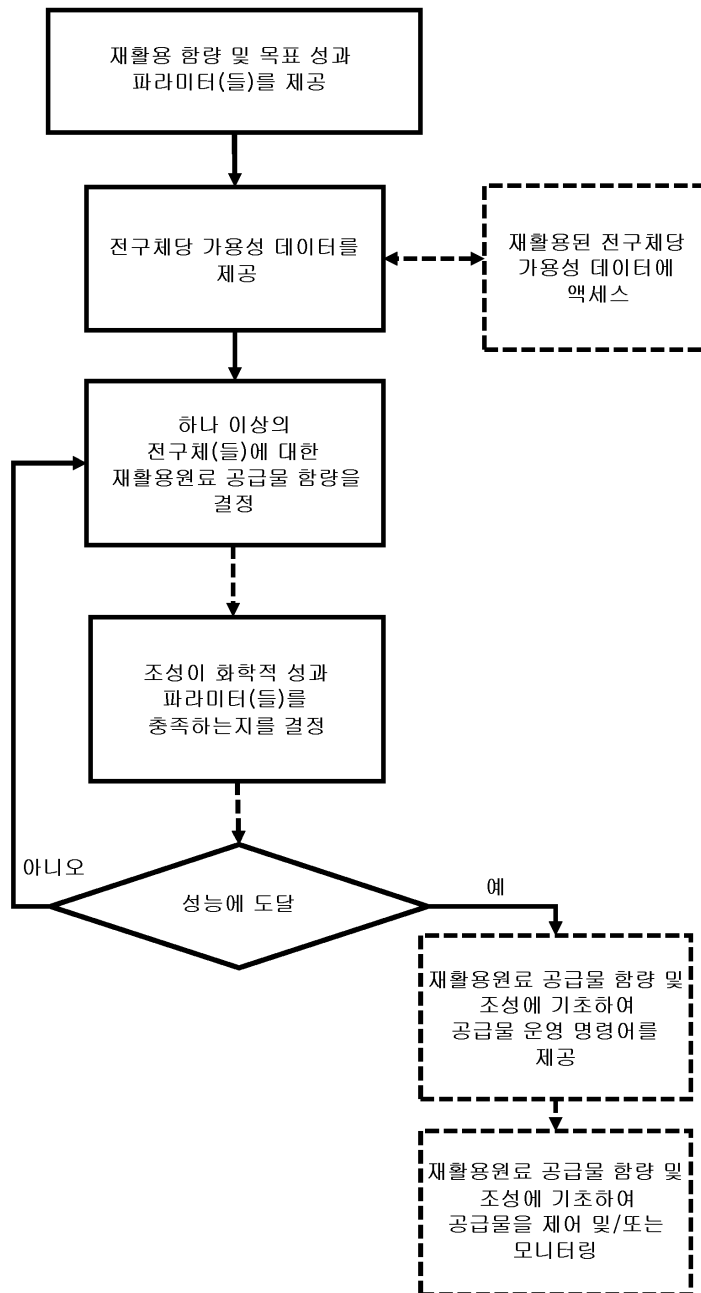 재활용 함량 및 목표 성과
파라미터(들)를 제공
전구체당 가용성 데이터를
제공
재활용된 전구체당
가용성 데이터에
액세스
하나 이상의
전구체(들)에 대한
재활용원료 공급물 함량을
결정
조성이 화학적 성과
파라미터(들)를
충족하는지를 결정
아니오
성능에 도달
예
재활용원료 공급물 함량 및
조성에 기초하여
공급물 운영 명령어를
제공
재활용원료 공급물 함량 및
조성에 기초하여
공급물을 제어 및/또는
모니터링